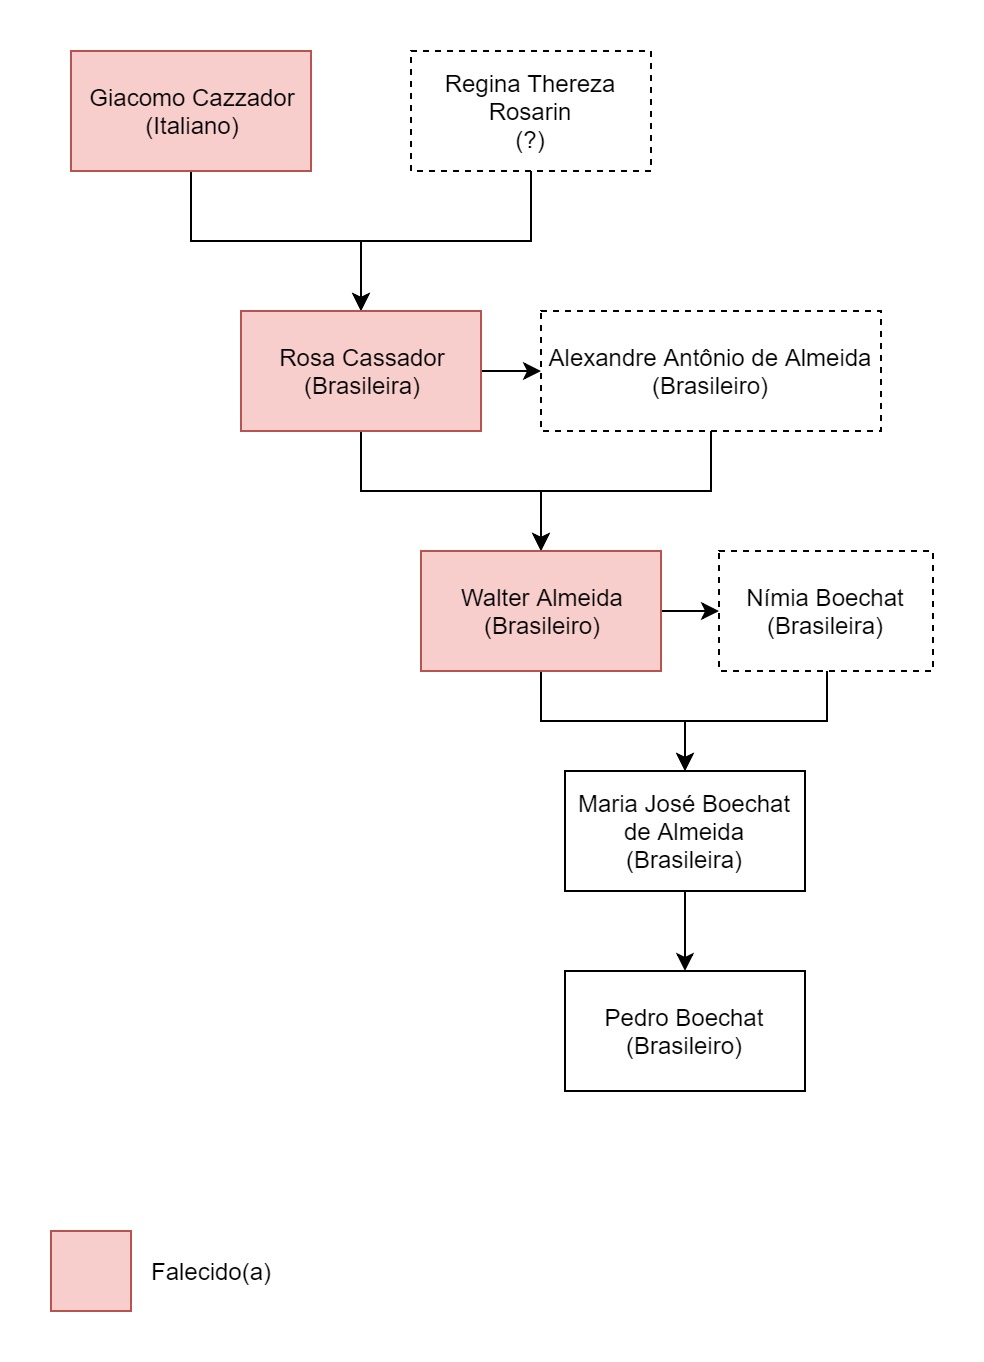 Giacomo Cazzador
(Italiano)
Regina Thereza
Rosarin
(?)
Rosa Cassador
(Brasileira)
Alexandre Antônio de Almeida
(Brasileiro)
Walter Almeida
(Brasileiro)
Nímia Boechat
(Brasileira)
Maria José Boechat
de Almeida
(Brasileira)
Pedro Boechat
(Brasileiro)
Falecido(a)